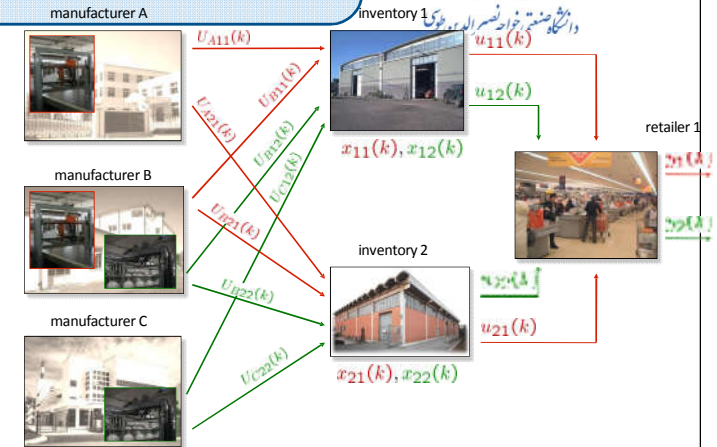 manufacturer A
inventory 1
دانشگاه صنعتی خواجه نصیرالدین طوسی
U_{A11}(k)
u_{11}(k)
U_{B11}(k)
U_{A21}(k)
u_{12}(k)
U_{B12}(k)
retailer 1
x_{11}(k), x_{12}(k)
manufacturer B
U_{C12}(k)
U_{B21}(k)
inventory 2
U_{B22}(k)
manufacturer C
u_{21}(k)
U_{C22}(k)
x_{21}(k), x_{22}(k)